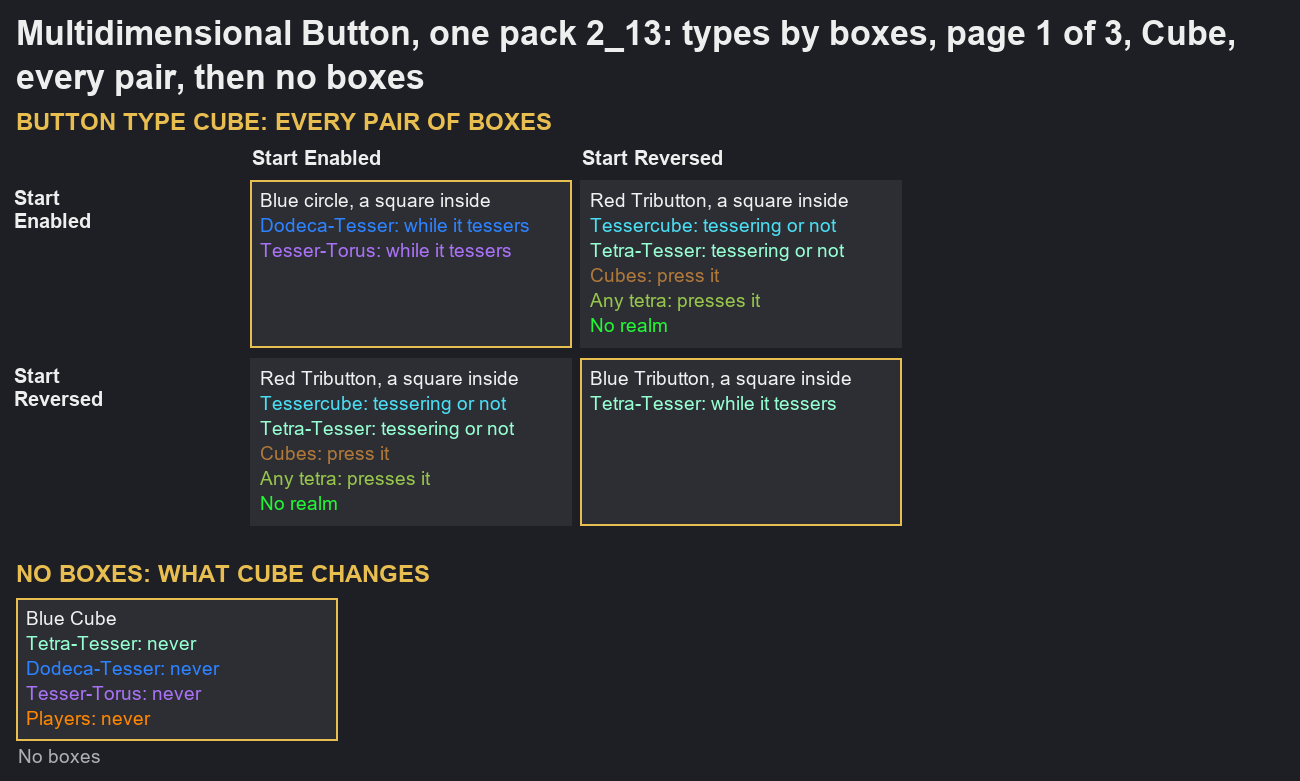 Multidimensional Button, one pack 2_13: types by boxes, page 1 of 3, Cube,
every pair, then no boxes
BUTTON TYPE CUBE: EVERY PAIR OF BOXES
Start Enabled
Start Reversed
Start
Enabled
Blue circle, a square inside
Dodeca-Tesser: while it tessers
Tesser-Torus: while it tessers
Red Tributton, a square inside
Tessercube: tessering or not
Tetra-Tesser: tessering or not
Cubes: press it
Any tetra: presses it
No realm
Start
Reversed
Red Tributton, a square inside
Tessercube: tessering or not
Tetra-Tesser: tessering or not
Cubes: press it
Any tetra: presses it
No realm
Blue Tributton, a square inside
Tetra-Tesser: while it tessers
NO BOXES: WHAT CUBE CHANGES
Blue Cube
Tetra-Tesser: never
Dodeca-Tesser: never
Tesser-Torus: never
Players: never
No boxes